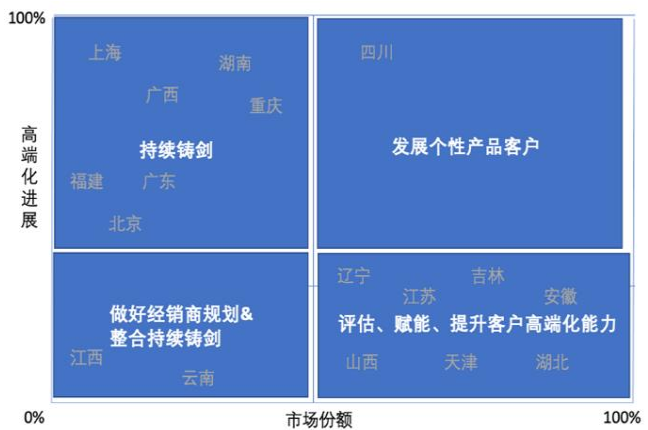 100%
上海
湖南
广西
重庆
持续铸剑
福建
广东
北京
四川
发展个性产品客户
高端化进展
做好经销商规划&
整合持续铸剑
江西
云南
辽宁
吉林
江苏
安徽
评估、赋能、提升客户高端化能力
山西
天津
湖北
0%
市场份额
100%